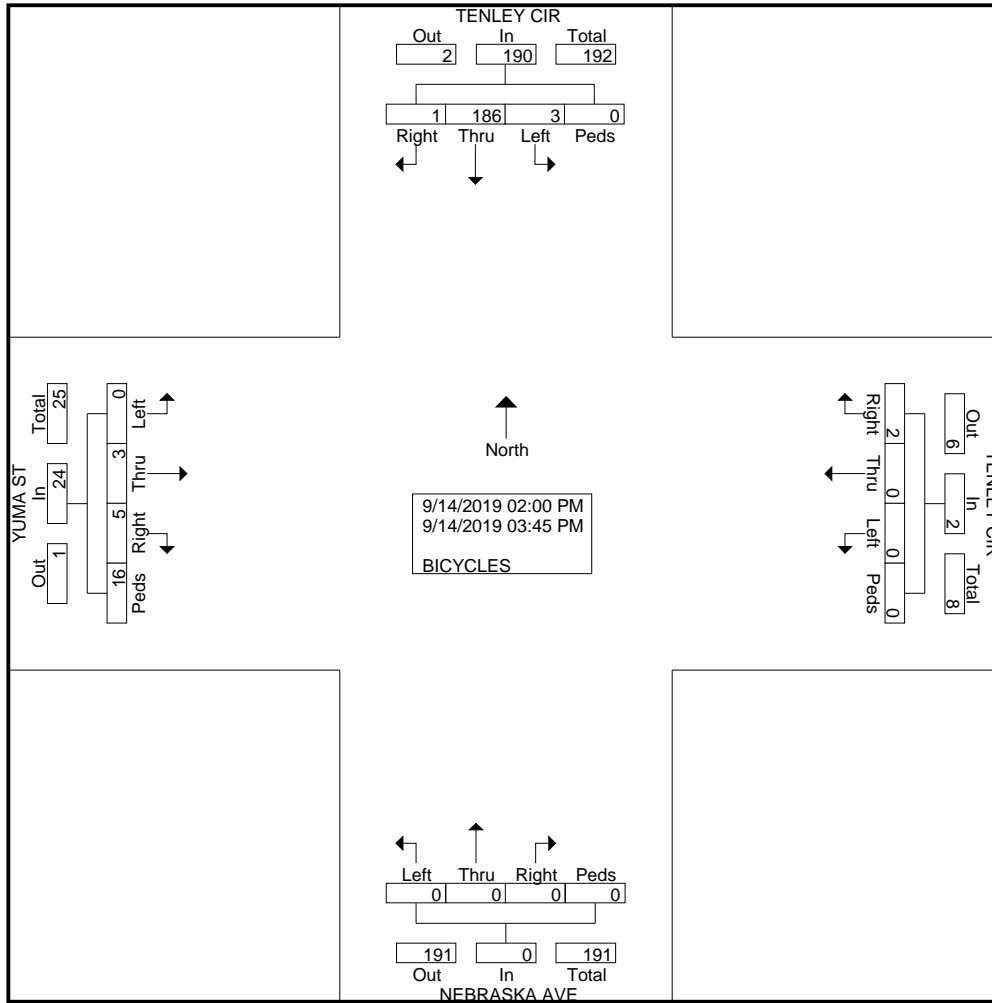 TENLEY CIR
Out In Total
2 190 192
1 186 3 0
Right Thru Left Peds
YUMA ST
Total In Out
25 24 1
0 3 5 16
Left Thru Right Peds
North
9/14/2019 02:00 PM
9/14/2019 03:45 PM
BICYCLES
TENLEY CIR
Out In Total
6 2 8
2 0 0 0
Right Thru Left Peds
Left Thru Right Peds
0 0 0 0
191 0 191
Out In Total
NEBRASKA AVE